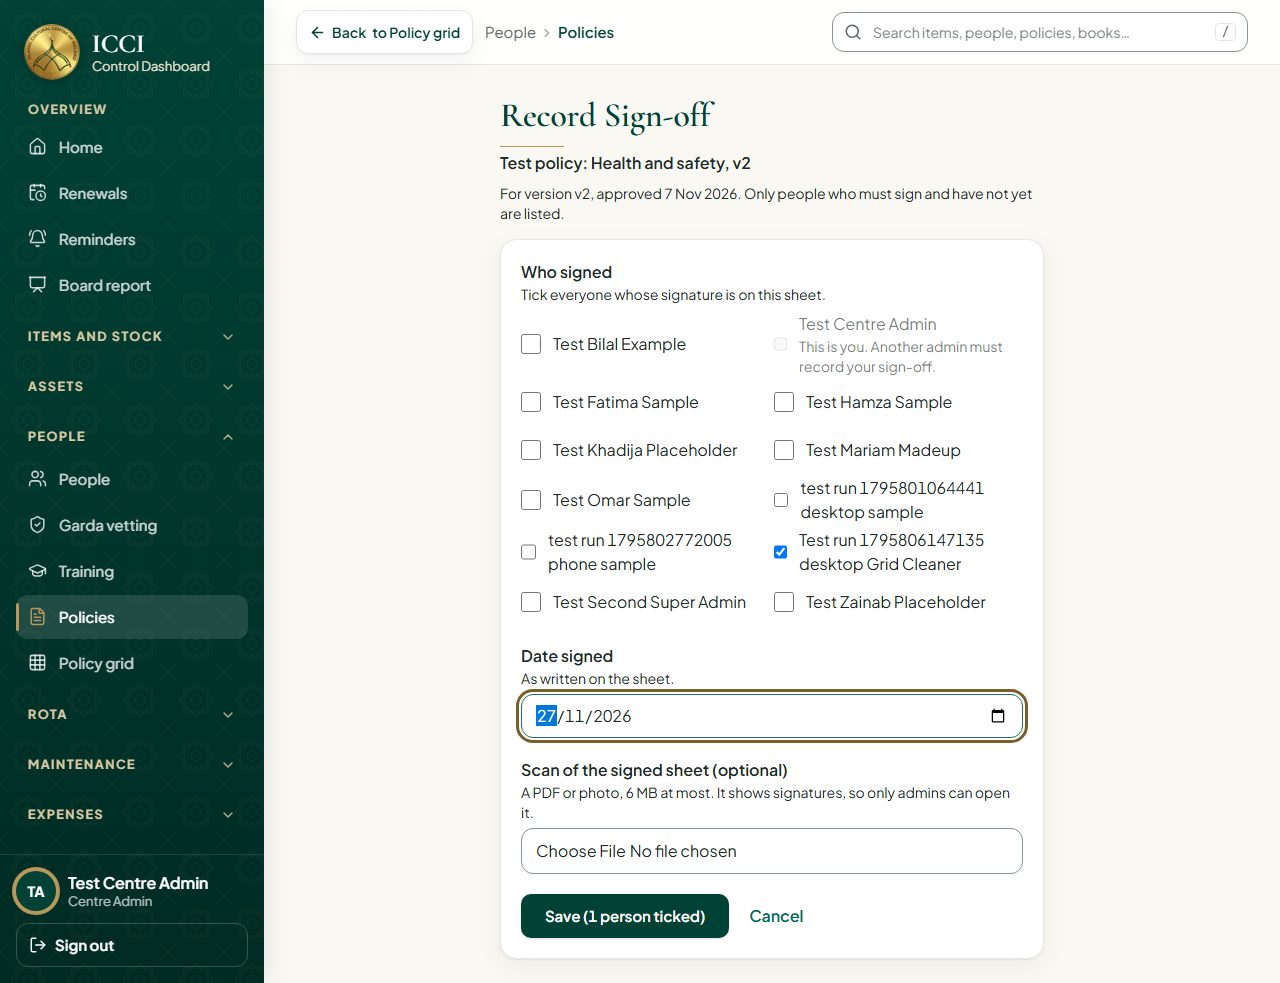 ICCI
Control Dashboard
OVERVIEW
Home
Renewals
Reminders
Board report
ITEMS AND STOCK
ASSETS
PEOPLE
People
Garda vetting
Training
Policies
Policy grid
ROTA
MAINTENANCE
EXPENSES
TA
Test Centre Admin
Centre Admin
Sign out
Back to Policy grid
People > Policies
Search items, people, policies, books... /
Record Sign-off
Test policy: Health and safety, v2
For version v2, approved 7 Nov 2026. Only people who must sign and have not yet
are listed.
Who signed
Tick everyone whose signature is on this sheet.
Test Bilal Example
Test Centre Admin
This is you. Another admin must
record your sign-off.
Test Fatima Sample
Test Hamza Sample
Test Khadija Placeholder
Test Mariam Madeup
Test Omar Sample
test run 1795801064441
desktop sample
test run 1795802772005
phone sample
Test run 1795806147135
desktop Grid Cleaner
Test Second Super Admin
Test Zainab Placeholder
Date signed
As written on the sheet.
27/11/2026
Scan of the signed sheet (optional)
A PDF or photo, 6 MB at most. It shows signatures, so only admins can open
it.
Choose File No file chosen
Save (1 person ticked)
Cancel